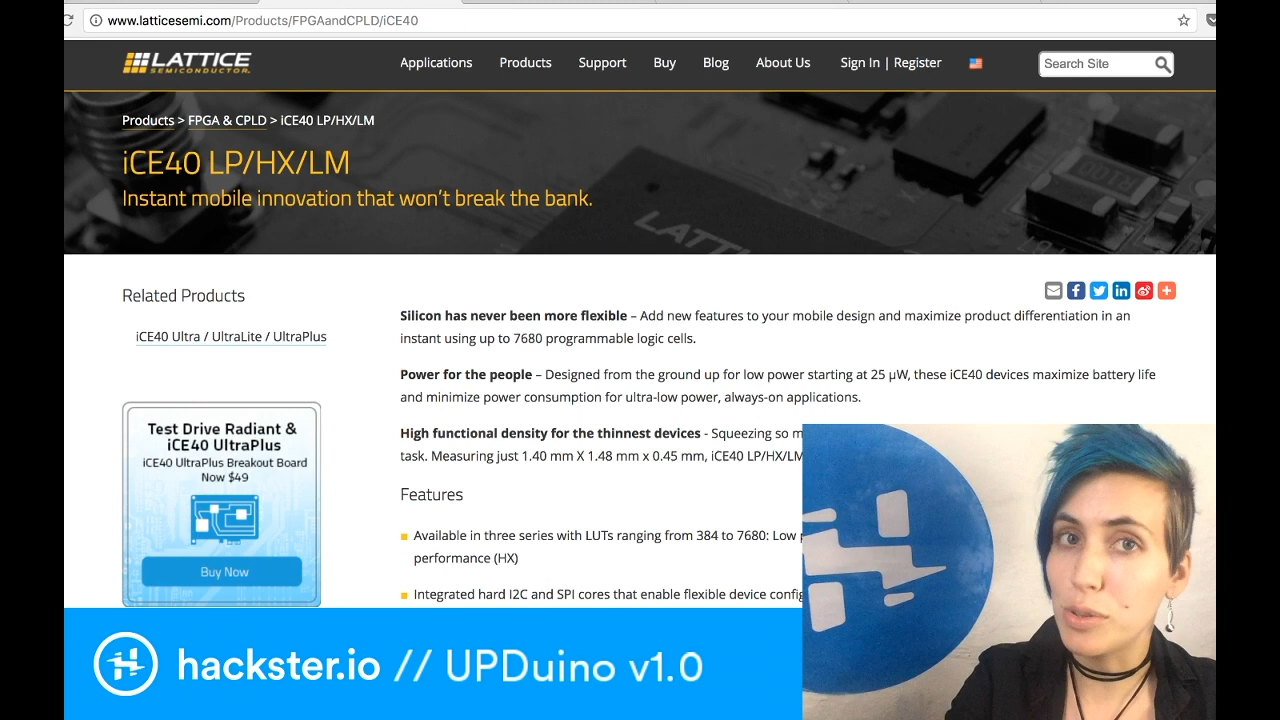 www.latticesemi.com/Products/FPGAandCPLD/iCE40
LATTICE
SEMICONDUCTOR.
Applications Products Support Buy Blog About Us Sign In | Register Search Site
Products > FPGA & CPLD > iCE40 LP/HX/LM
iCE40 LP/HX/LM
Instant mobile innovation that won’t break the bank.
LATT
Related Products
iCE40 Ultra / UltraLite / UltraPlus
Silicon has never been more flexible – Add new features to your mobile design and maximize product differentiation in an
instant using up to 7680 programmable logic cells.
Power for the people – Designed from the ground up for low power starting at 25 µW, these iCE40 devices maximize battery life
and minimize power consumption for ultra-low power, always-on applications.
High functional density for the thinnest devices - Squeezing so m
task. Measuring just 1.40 mm X 1.48 mm x 0.45 mm, iCE40 LP/HX/LM
Test Drive Radiant &
iCE40 UltraPlus
iCE40 UltraPlus Breakout Board
Now $49
Buy Now
Features
Available in three series with LUTs ranging from 384 to 7680: Low p
performance (HX)
Integrated hard I2C and SPI cores that enable flexible device config
hackster.io // UPDuino v1.0